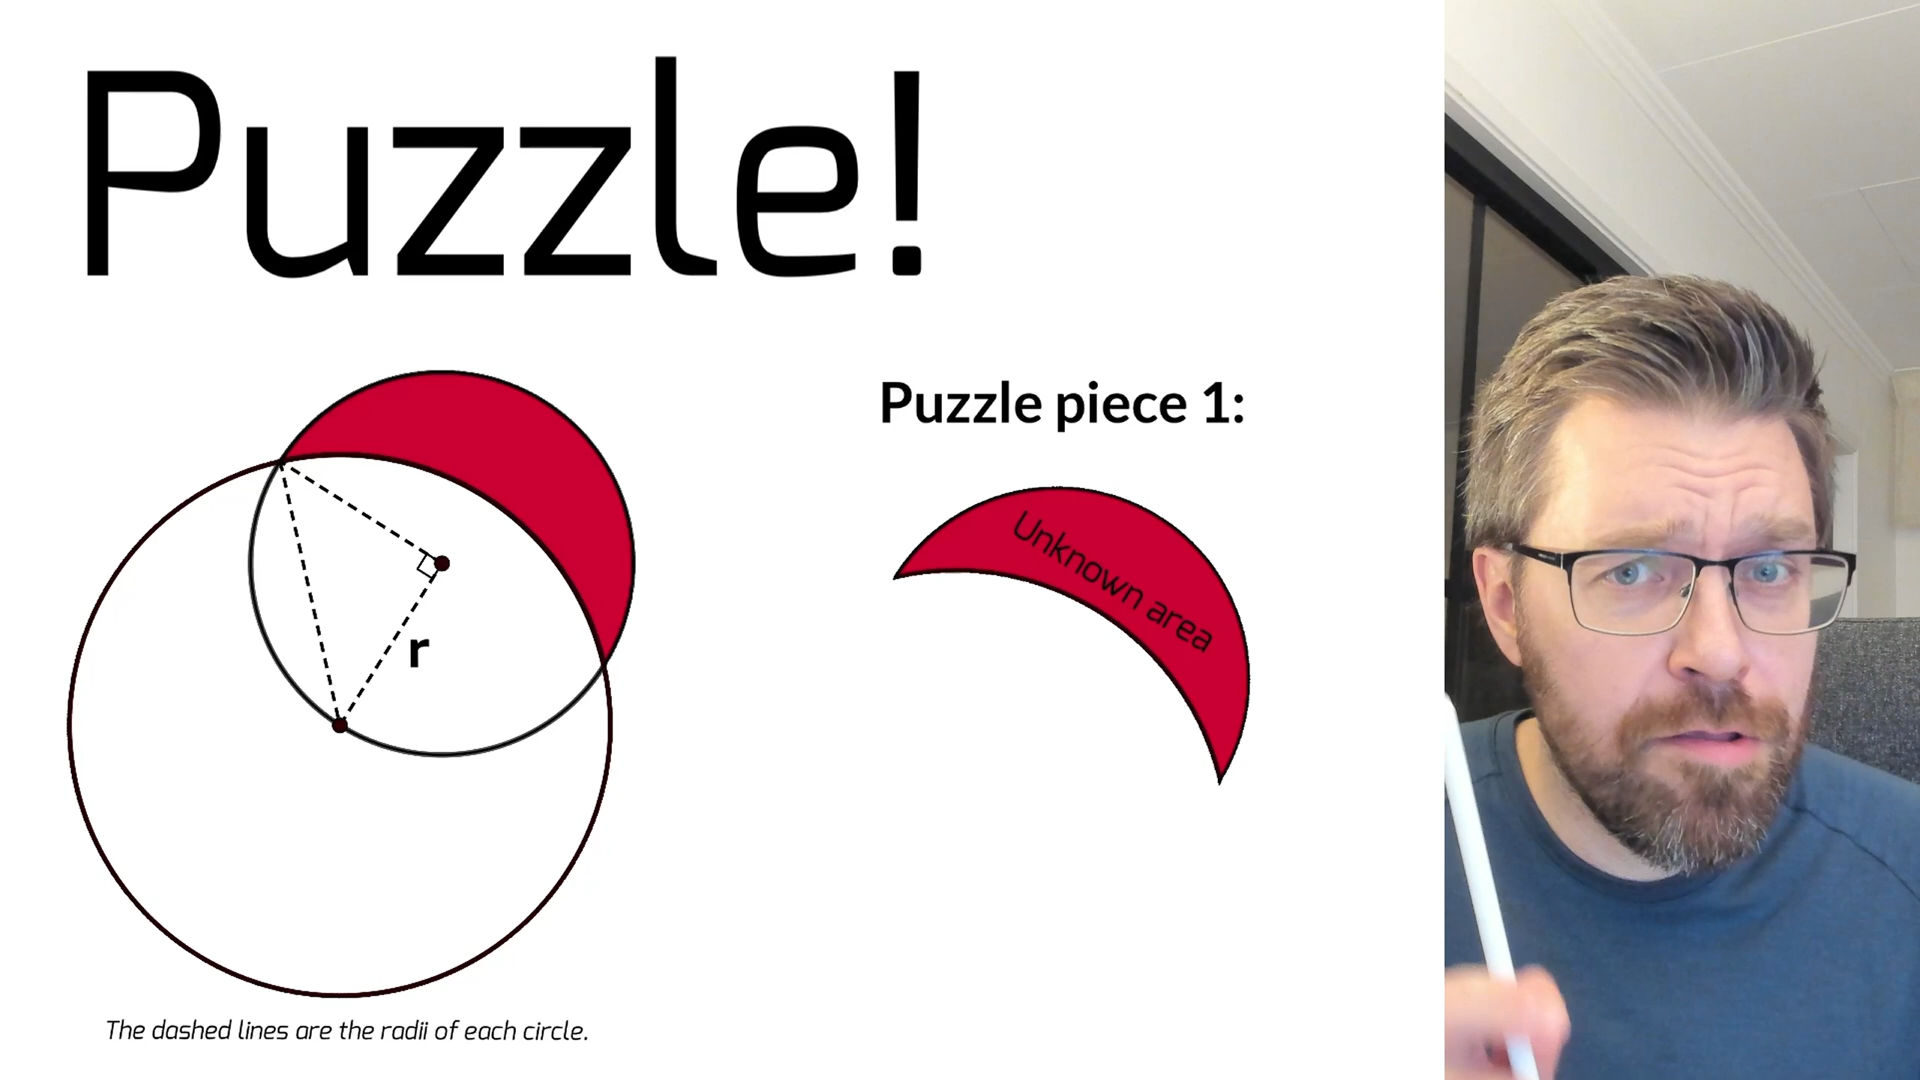 Puzzle!
Puzzle piece 1:
Unknown area
r
The dashed lines are the radii of each circle.